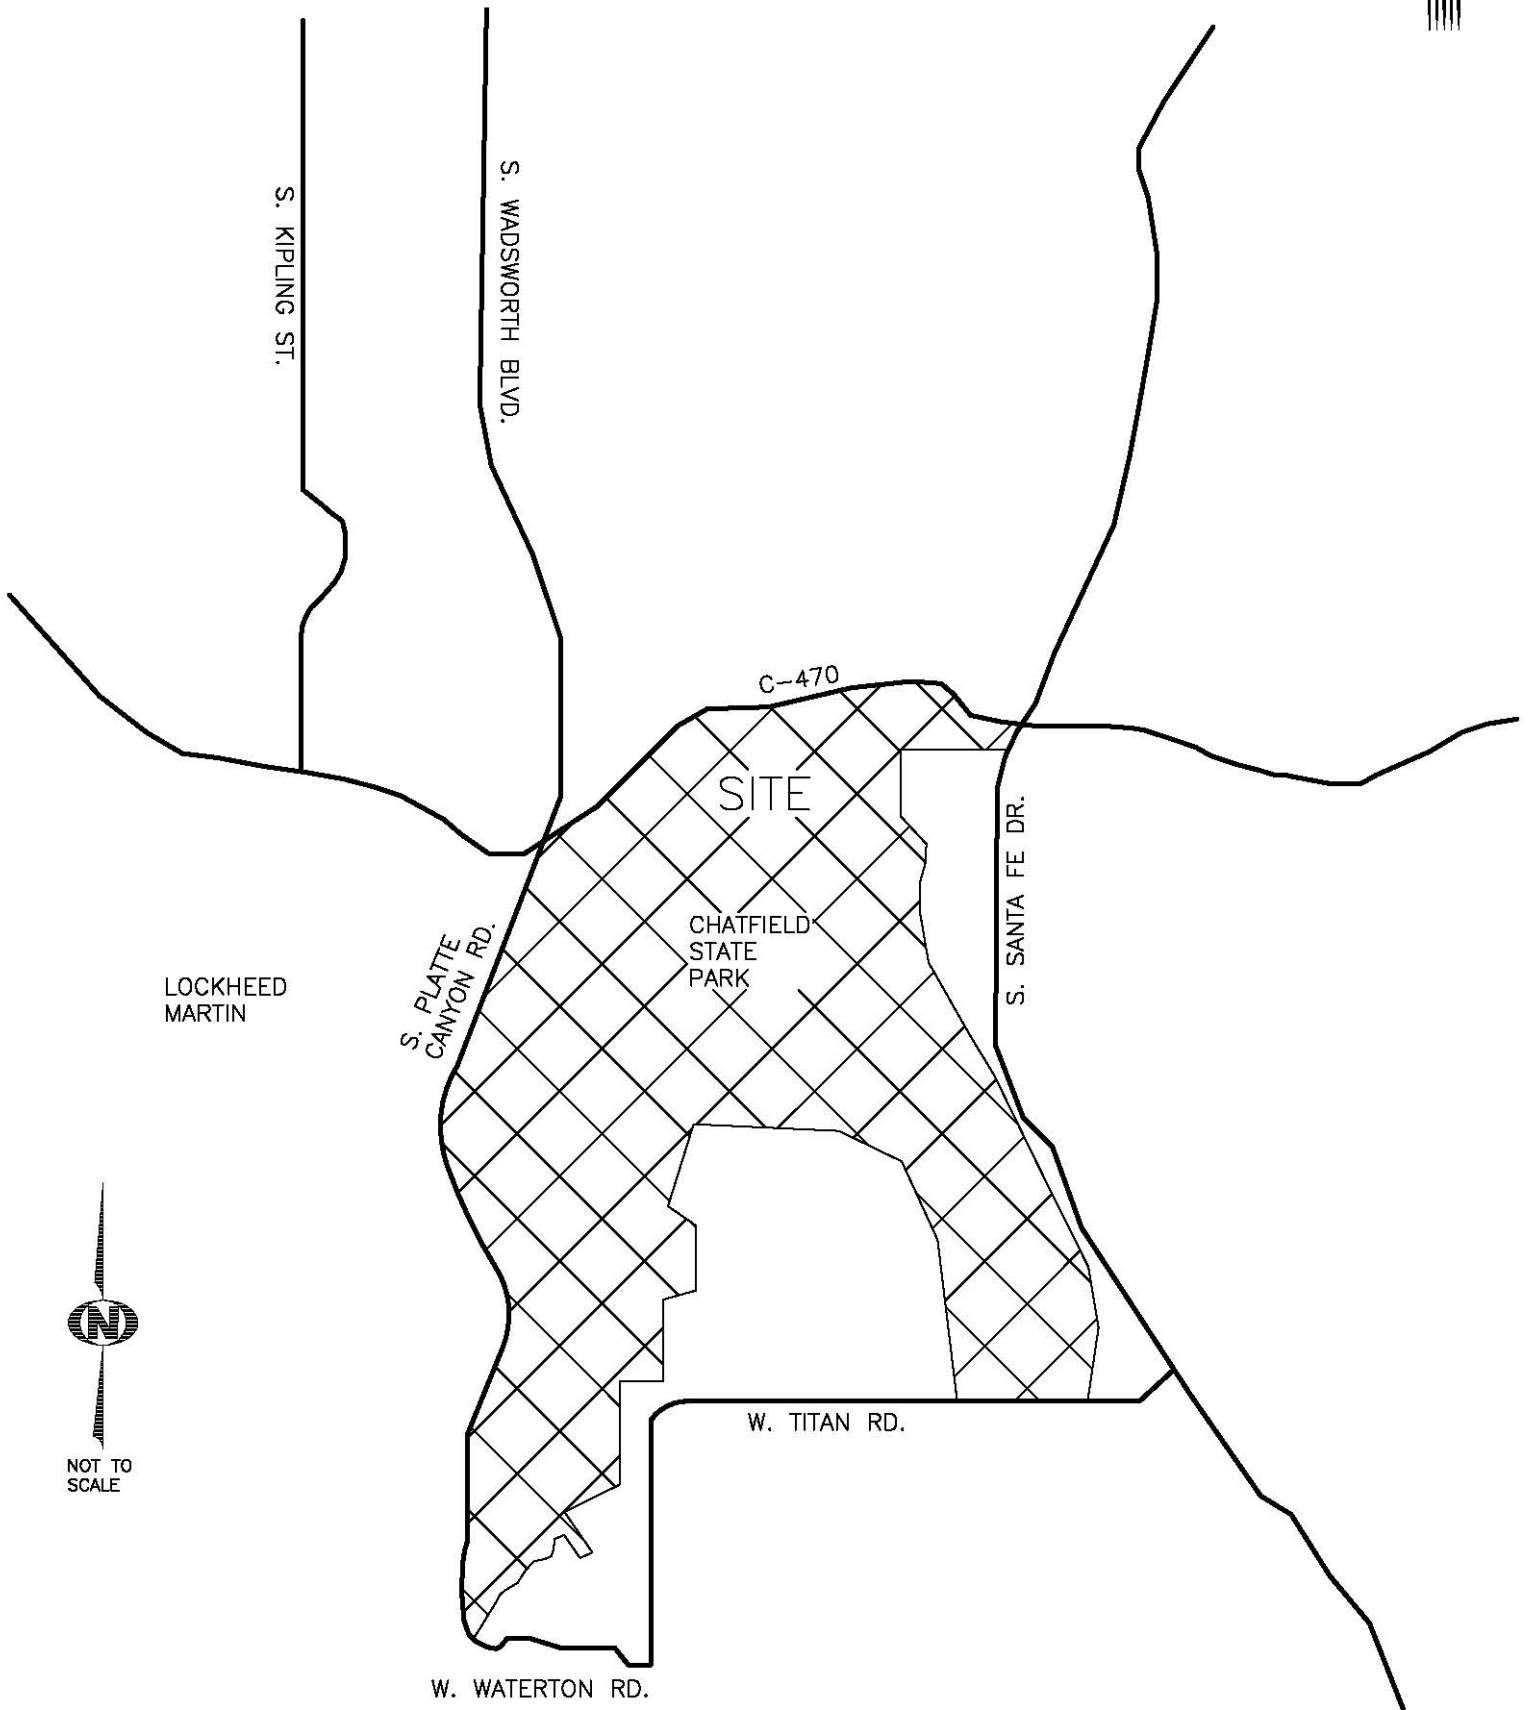 S. KIPLING ST.
S. WADSWORTH BLVD.
C-470
SITE
S. SANTA FE DR.
CHATFIELD
STATE
PARK
S. PLATTE
CANYON RD.
LOCKHEED
MARTIN
N
NOT TO
SCALE
W. TITAN RD.
W. WATERTON RD.